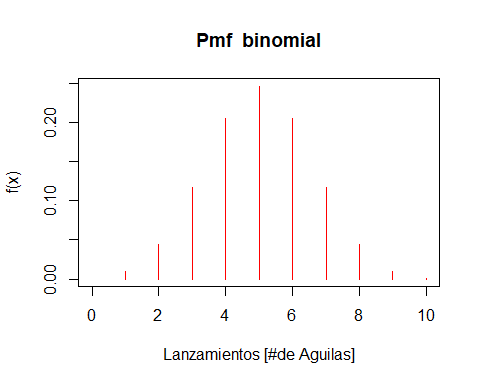 Pmf binomial
f(x)
0.20
0.10
0.00
0 2 4 6 8 10
Lanzamientos [#de Aguilas]